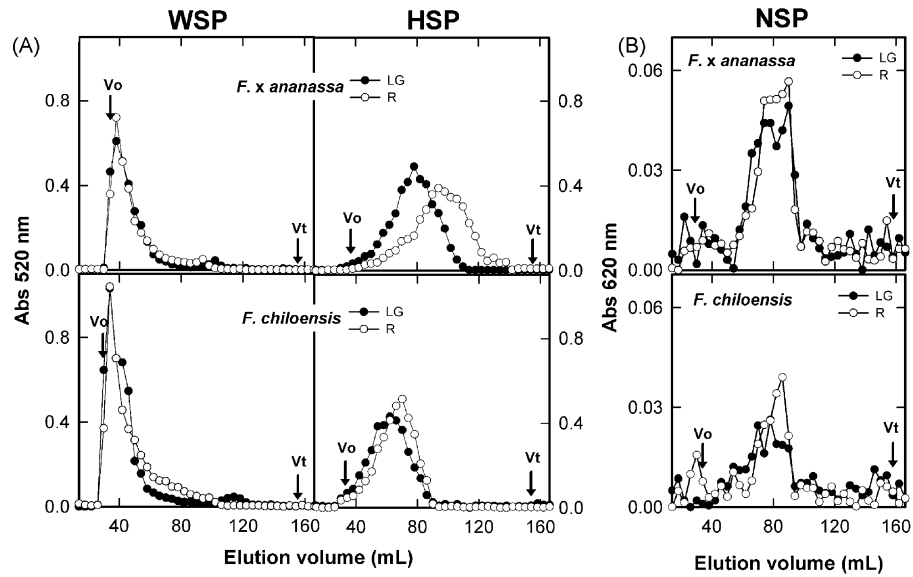 WSP HSP NSP
(A) (B)
F. x ananassa LG LG
R R
F. x ananassa
Vo Vo Vt Vt
Vo Vt
0.8 0.8
0.4 0.4
0.0 0.0
0.06
0.03
0.00
Abs 520 nm
Abs 620 nm
F. chiloensis LG
R
F. chiloensis LG
R
Vo Vo Vt Vt
Vo Vt
0.8 0.8
0.4 0.4
0.0 0.0
0.06
0.03
0.00
40 80 120 40 80 120 160
40 80 120 160
Elution volume (mL) Elution volume (mL)